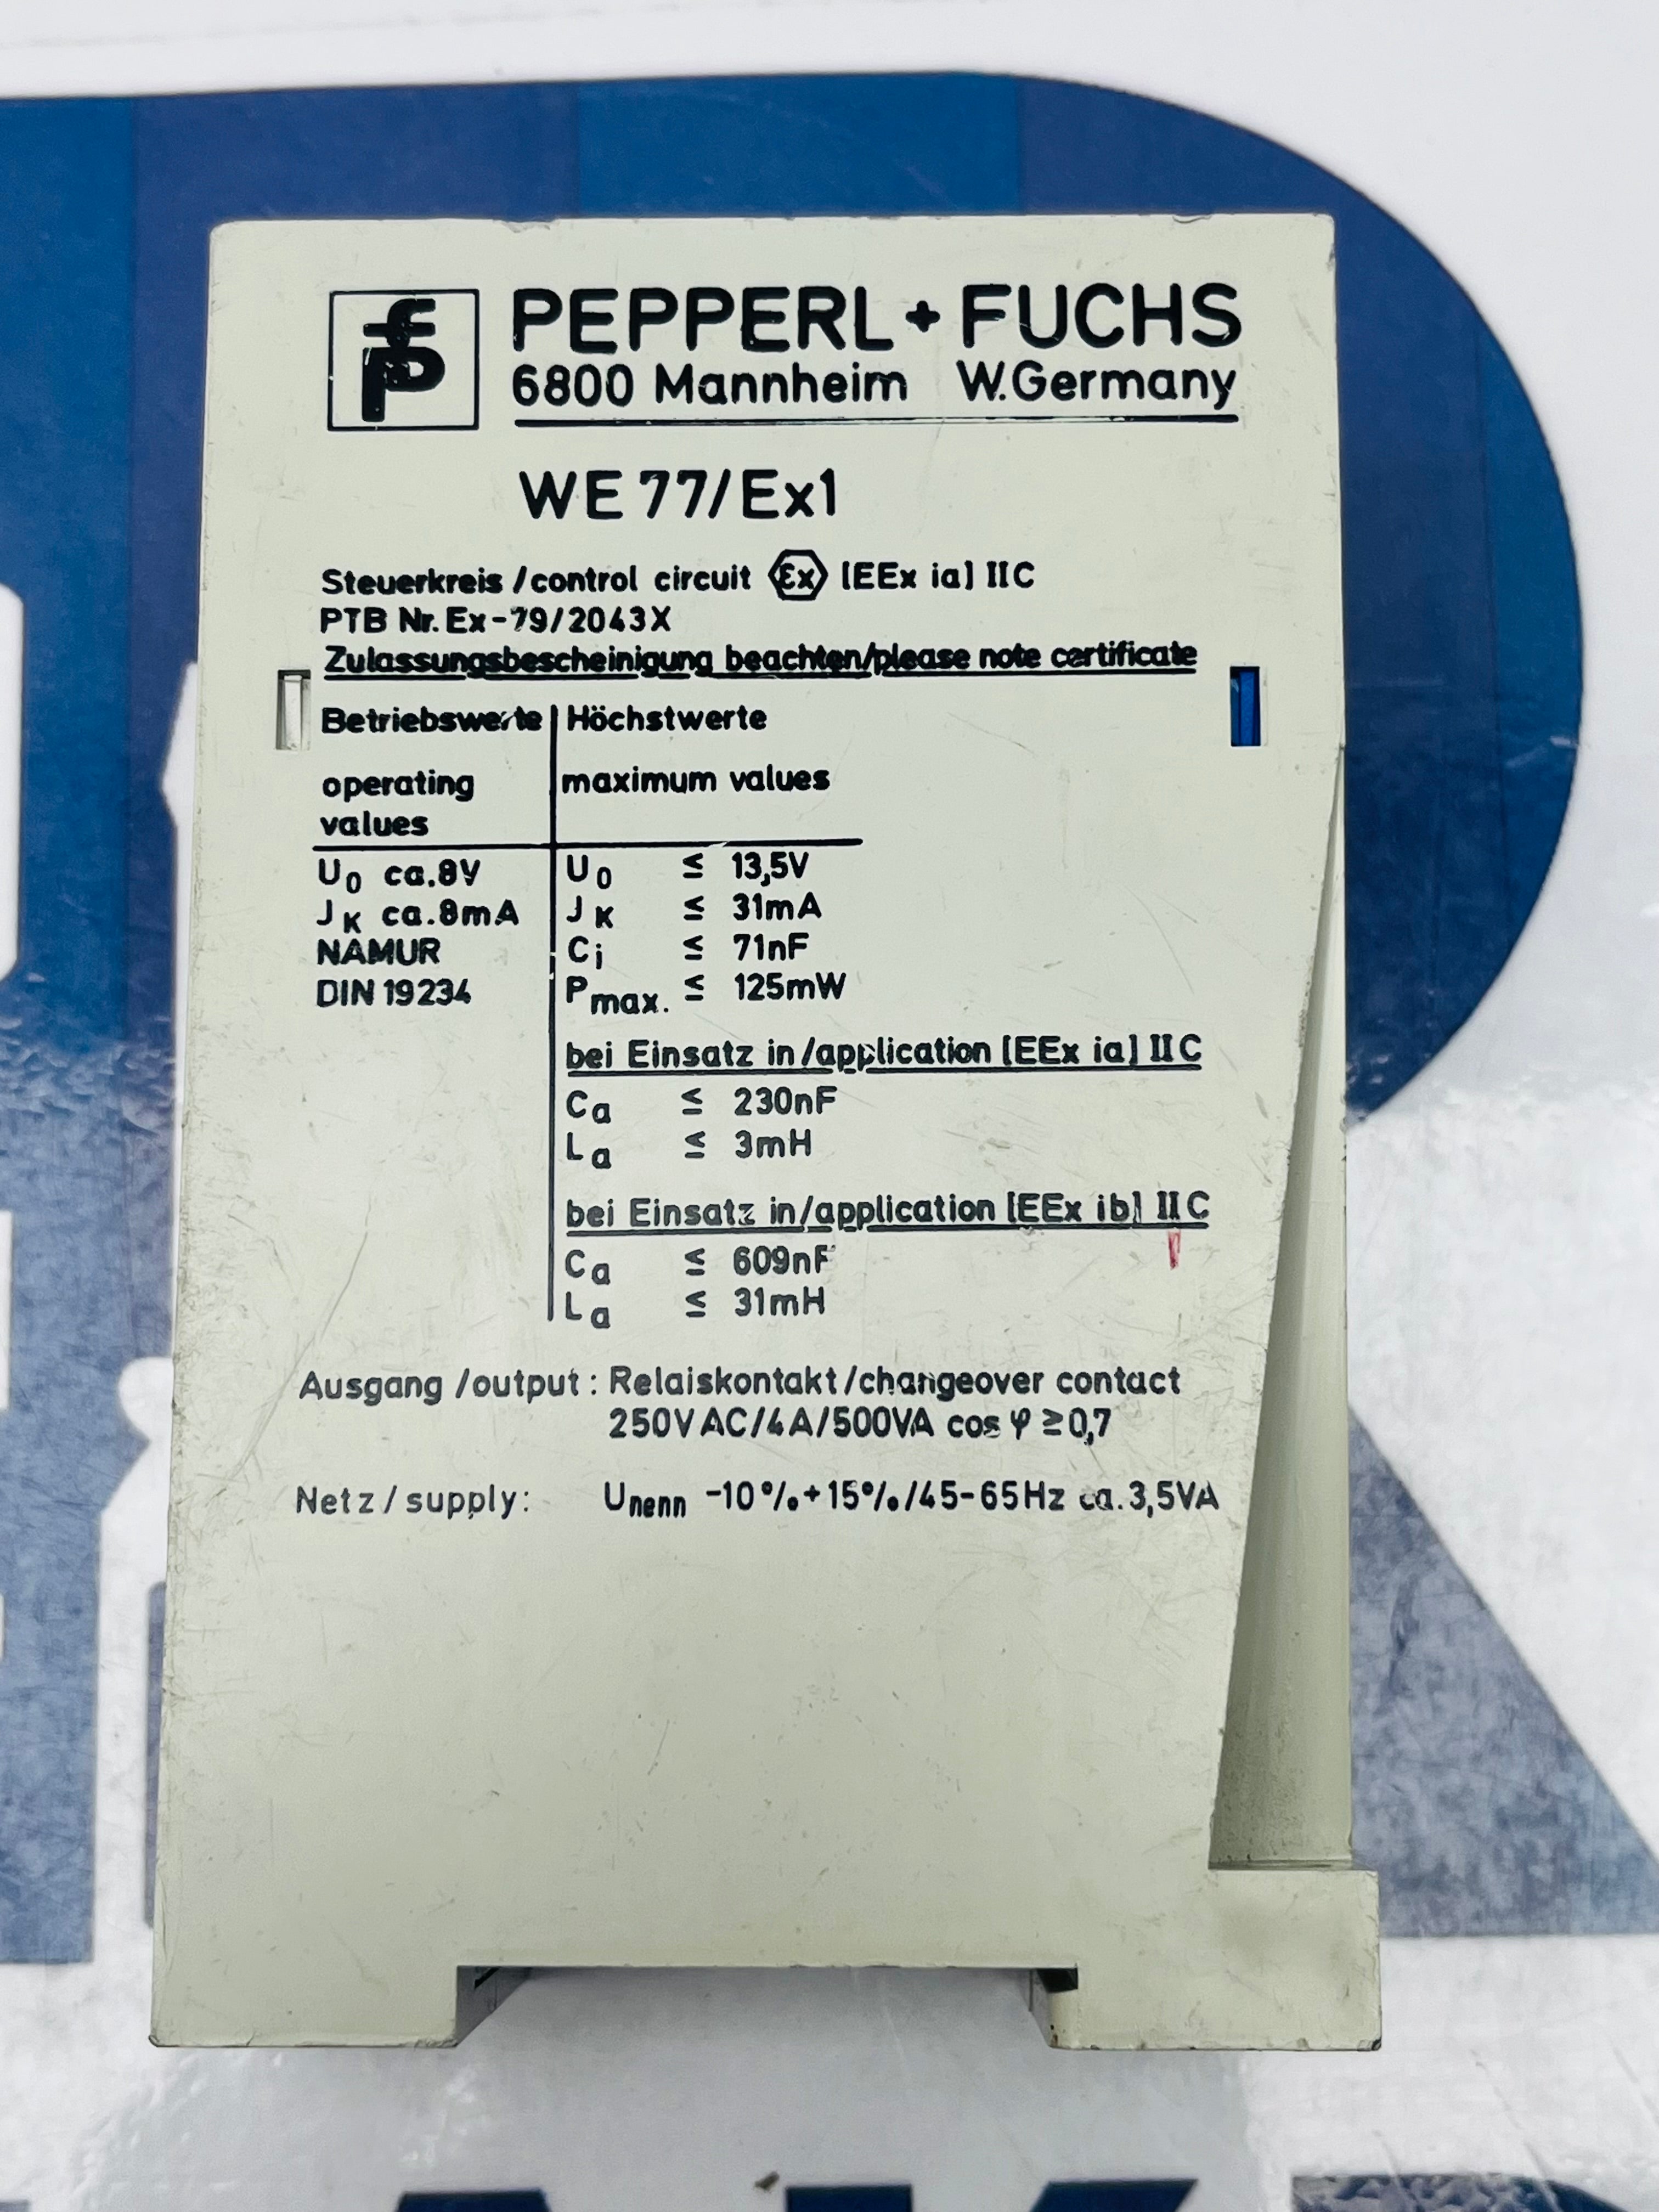 PEPPERL + FUCHS
6800 Mannheim W.Germany
WE 77/Ex1
Steuerkreis/control circuit Ex [EEx ia] IIC
PTB Nr. Ex-79/2043X
Zulassungsbescheinigung beachten/please note certificate
Betriebswerte Höchstwerte
operating maximum values
values
U0 ca.8V U0 ≤ 13,5V
JK ca.8mA JK ≤ 31mA
NAMUR Ci ≤ 71nF
DIN 19234 Pmax. ≤ 125mW
bei Einsatz in/application [EEx ia] IIC
Ca ≤ 230nF
La ≤ 3mH
bei Einsatz in/application [EEx ib] IIC
Ca ≤ 609nF
La ≤ 31mH
Ausgang/output: Relaiskontakt/changeover contact
250VAC/4A/500VA cos φ ≥ 0,7
Netz/supply: Unenn -10%+15%/45-65Hz ca.3,5VA